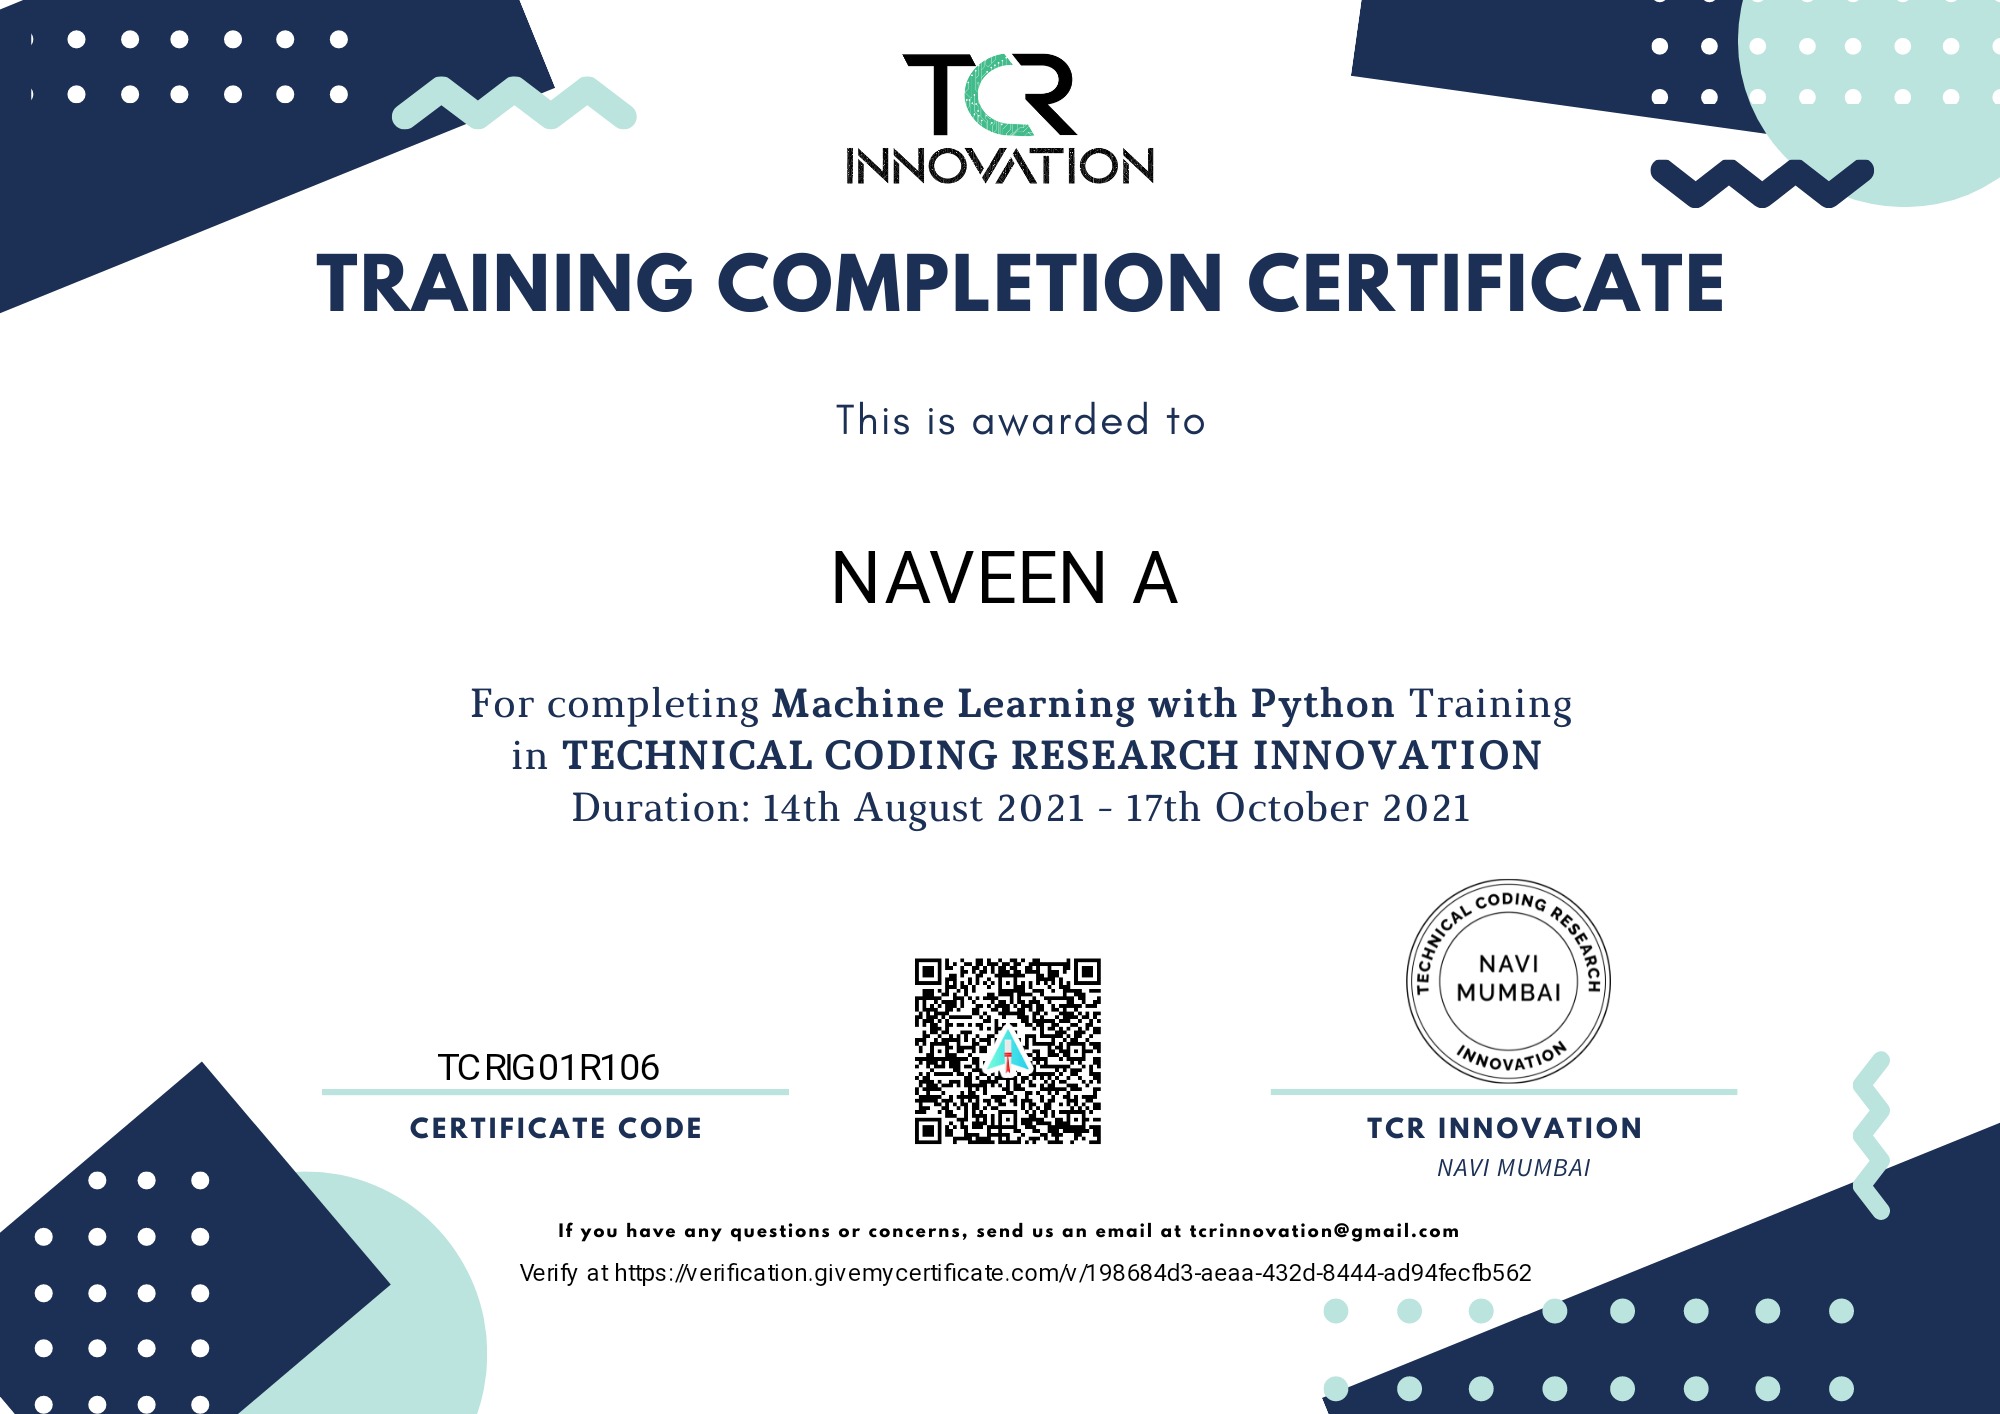 TCR
INNOVATION
TRAINING COMPLETION CERTIFICATE
This is awarded to
NAVEEN A
For completing Machine Learning with Python Training
in TECHNICAL CODING RESEARCH INNOVATION
Duration: 14th August 2021 - 17th October 2021
TECHNICAL CODING RESEARCH
NAVI
MUMBAI
INNOVATION
TCRIG01R106
CERTIFICATE CODE
TCR INNOVATION
NAVI MUMBAI
If you have any questions or concerns, send us an email at tcrinnovation@gmail.com
Verify at https://verification.givemycertificate.com/v/198684d3-aeaa-432d-8444-ad94fecfb562